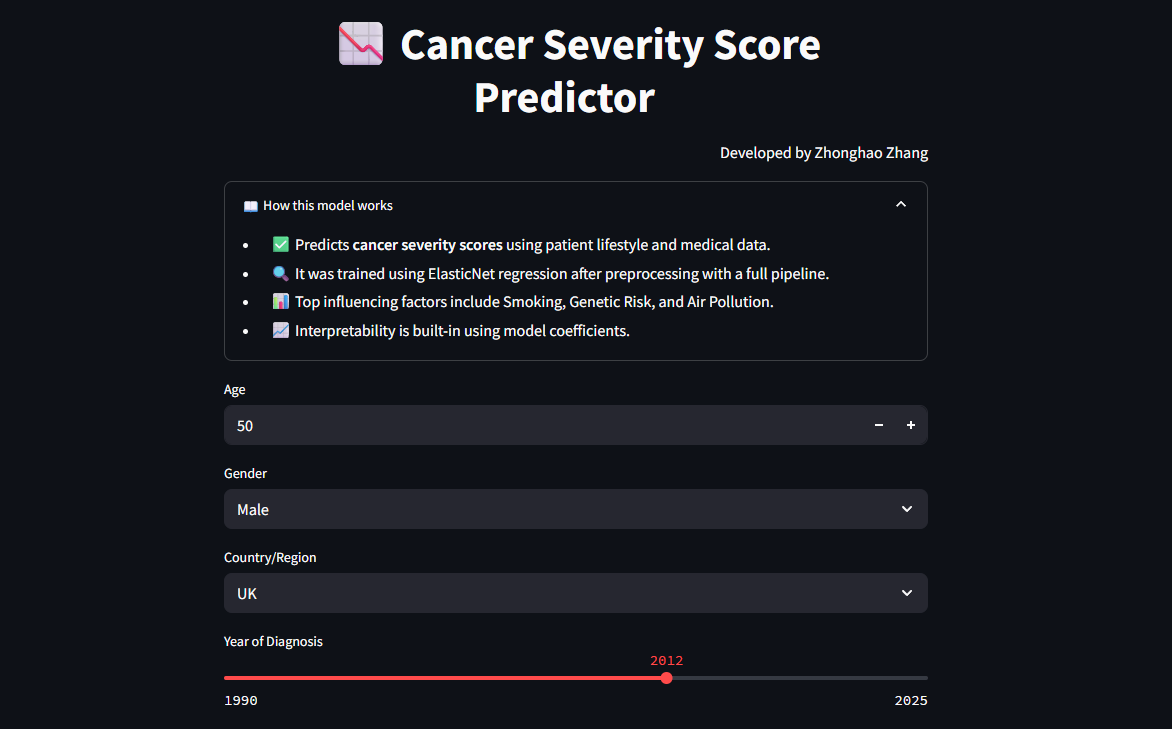 Cancer Severity Score
Predictor
Developed by Zhonghao Zhang
How this model works
Predicts cancer severity scores using patient lifestyle and medical data.
It was trained using ElasticNet regression after preprocessing with a full pipeline.
Top influencing factors include Smoking, Genetic Risk, and Air Pollution.
Interpretability is built-in using model coefficients.
Age
50
Gender
Male
Country/Region
UK
Year of Diagnosis
2012
1990 2025